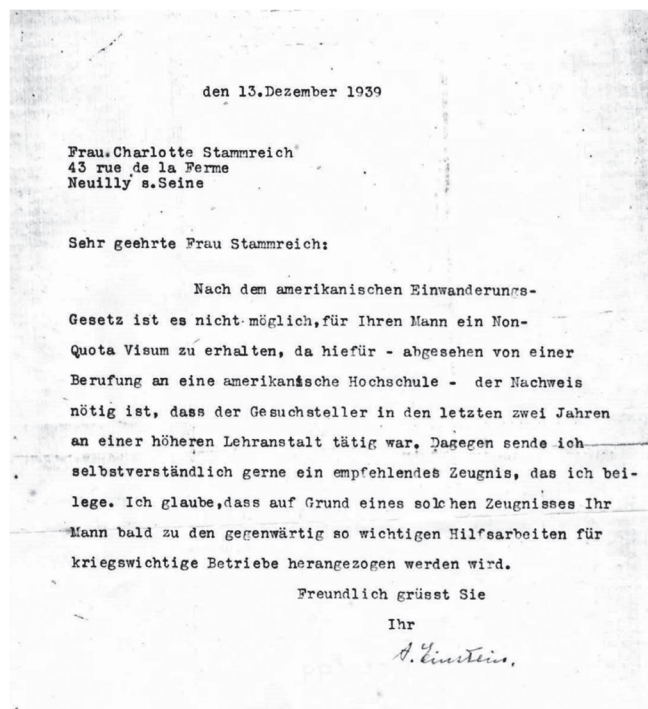 den 13.Dezember 1939
Frau.Charlotte Stammreich
43 rue de la Ferme
Neuilly s.Seine
Sehr geehrte Frau Stammreich:
Nach dem amerikanischen Einwanderungs-
Gesetz ist es nicht möglich,für Ihren Mann ein Non-
Quota Visum zu erhalten, da hiefür - abgesehen von einer
Berufung an eine amerikanische Hochschule - der Nachweis
nötig ist, dass der Gesuchsteller in den letzten zwei Jahren
an einer höheren Lehranstalt tätig war. Dagegen sende ich
selbstverständlich gerne ein empfehlendes Zeugnis, das ich bei-
lege. Ich glaube,dass auf Grund eines solchen Zeugnisses Ihr
Mann bald zu den gegenwärtig so wichtigen Hilfsarbeiten für
kriegswichtige Betriebe herangezogen werden wird.
Freundlich grüsst Sie
Ihr
A. Einstein.